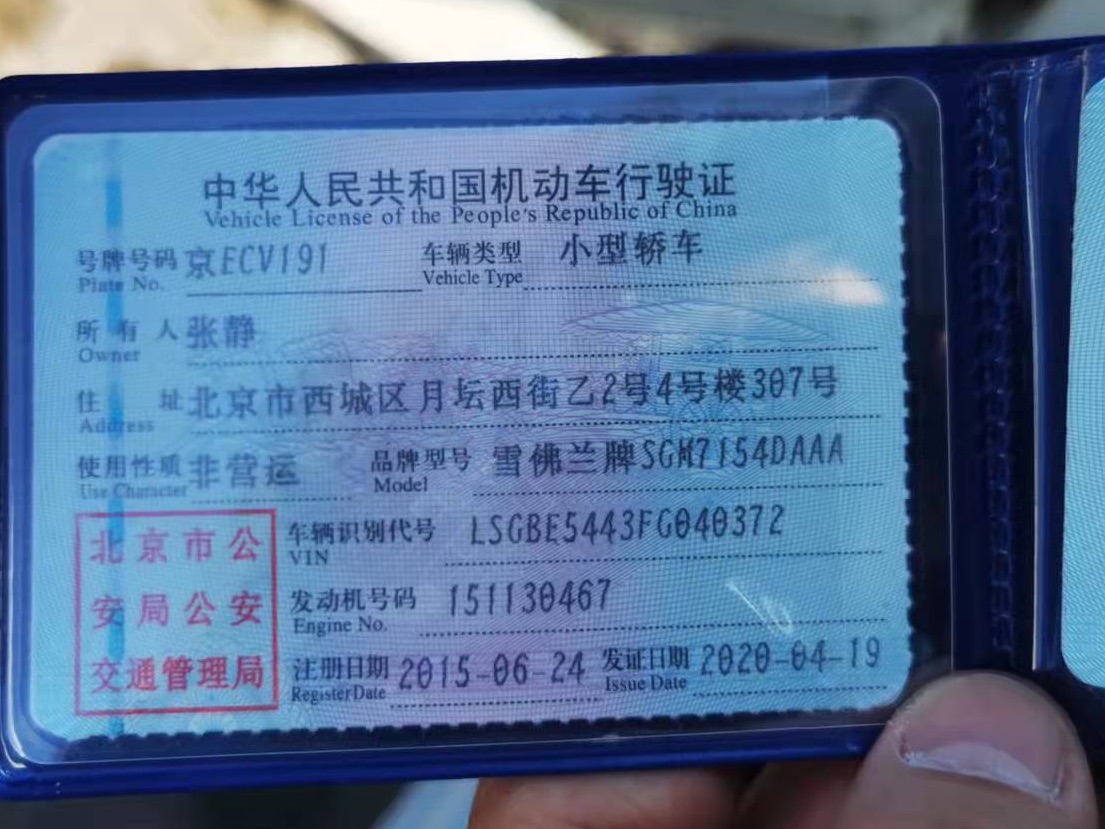 中华人民共和国机动车行驶证
Vehicle License of the People's Republic of China
号牌号码 京ECV191 车辆类型 小型轿车
Plate No. Vehicle Type
所有人 张静
Owner
住址 北京市西城区月坛西街乙2号4号楼307号
Address
使用性质 非营运 品牌型号 雪佛兰牌SGM7154DAAA
Use Character Model
北京市公 车辆识别代号 LSGBE5443FG040372
VIN
安局公安 发动机号码 151130467
Engine No.
交通管理局 注册日期 2015-06-24 发证日期 2020-04-19
Register Date Issue Date